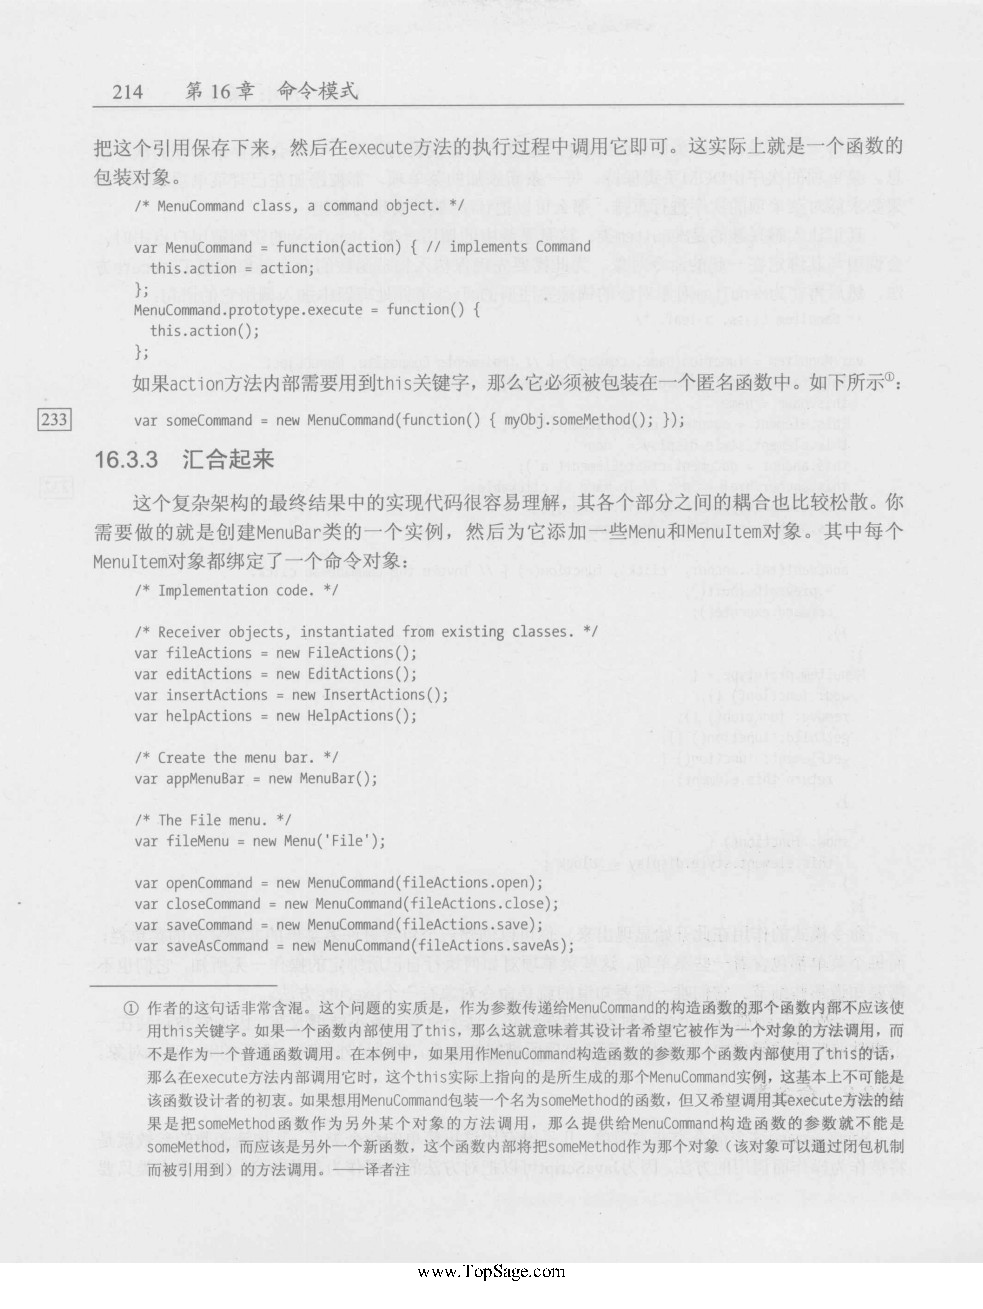 214 第 16 章 命令模式
把这个引用保存下来，然后在execute方法的执行过程中调用它即可。这实际上就是一个函数的
包装对象。
/* MenuCommand class, a command object. */
var MenuCommand = function(action) { // implements Command
this.action = action;
};
MenuCommand.prototype.execute = function() {
this.action();
};
如果action方法内部需要用到this关键字，那么它必须被包装在一个匿名函数中。如下所示①：
233
var someCommand = new MenuCommand(function() { myObj.someMethod(); });
16.3.3 汇合起来
这个复杂架构的最终结果中的实现代码很容易理解，其各个部分之间的耦合也比较松散。你
需要做的就是创建MenuBar类的一个实例，然后为它添加一些Menu和MenuItem对象。其中每个
MenuItem对象都绑定了一个命令对象：
/* Implementation code. */
/* Receiver objects, instantiated from existing classes. */
var fileActions = new FileActions();
var editActions = new EditActions();
var insertActions = new InsertActions();
var helpActions = new HelpActions();
/* Create the menu bar. */
var appMenuBar = new MenuBar();
/* The File menu. */
var fileMenu = new Menu('File');
var openCommand = new MenuCommand(fileActions.open);
var closeCommand = new MenuCommand(fileActions.close);
var saveCommand = new MenuCommand(fileActions.save);
var saveAsCommand = new MenuCommand(fileActions.saveAs);
① 作者的这句话非常含混。这个问题的实质是，作为参数传递给MenuCommand的构造函数的那个函数内部不应该使
用this关键字。如果一个函数内部使用了this，那么这就意味着其设计者希望它被作为一个对象的方法调用，而
不是作为一个普通函数调用。在本例中，如果用作MenuCommand构造函数的参数那个函数内部使用了this的话，
那么在execute方法内部调用它时，这个this实际上指向的是所生成的那个MenuCommand实例，这基本上不可能是
该函数设计者的初衷。如果想用MenuCommand包装一个名为someMethod的函数，但又希望调用其execute方法的结
果是把someMethod函数作为另外某个对象的方法调用，那么提供给MenuCommand构造函数的参数就不能是
someMethod，而应该是另外一个新函数，这个函数内部将把someMethod作为那个对象（该对象可以通过闭包机制
而被引用到）的方法调用。——译者注
www.TopSage.com